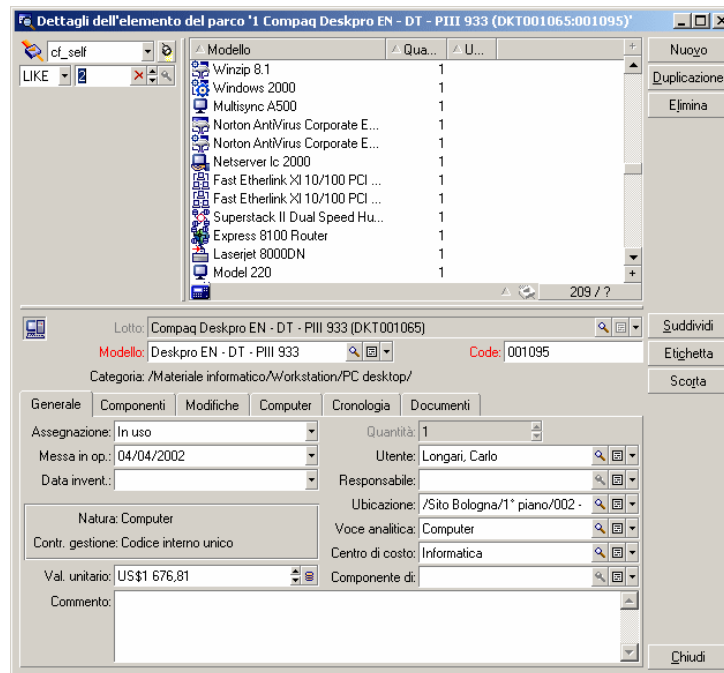 Dettagli dell'elemento del parco '1 Compaq Deskpro EN - DT - PIII 933 (DKT001065:001095)'
cf_self
LIKE 2
Modello Qua... U...
Winzip 8.1 1
Windows 2000 1
Multisync A500 1
Norton AntiVirus Corporate E... 1
Norton AntiVirus Corporate E... 1
Netserver lc 2000 1
Fast Etherlink XI 10/100 PCI ... 1
Fast Etherlink XI 10/100 PCI ... 1
Superstack II Dual Speed Hu... 1
Express 8100 Router 1
Laserjet 8000DN 1
Model 220 1
209 / ?
Nuovo
Duplicazione
Elimina
Lotto: Compaq Deskpro EN - DT - PIII 933 (DKT001065)
Modello: Deskpro EN - DT - PIII 933 Code: 001095
Categoria: /Materiale informatico/Workstation/PC desktop/
Suddividi
Etichetta
Scorta
Generale Componenti Modifiche Computer Cronologia Documenti
Assegnazione: In uso Quantità: 1
Messa in op.: 04/04/2002 Utente: Longari, Carlo
Data invent.: Responsabile:
Ubicazione: /Sito Bologna/1° piano/002 -
Natura: Computer Voce analitica: Computer
Contr. gestione: Codice interno unico Centro di costo: Informatica
Val. unitario: US$1 676,81 Componente di:
Commento:
Chiudi